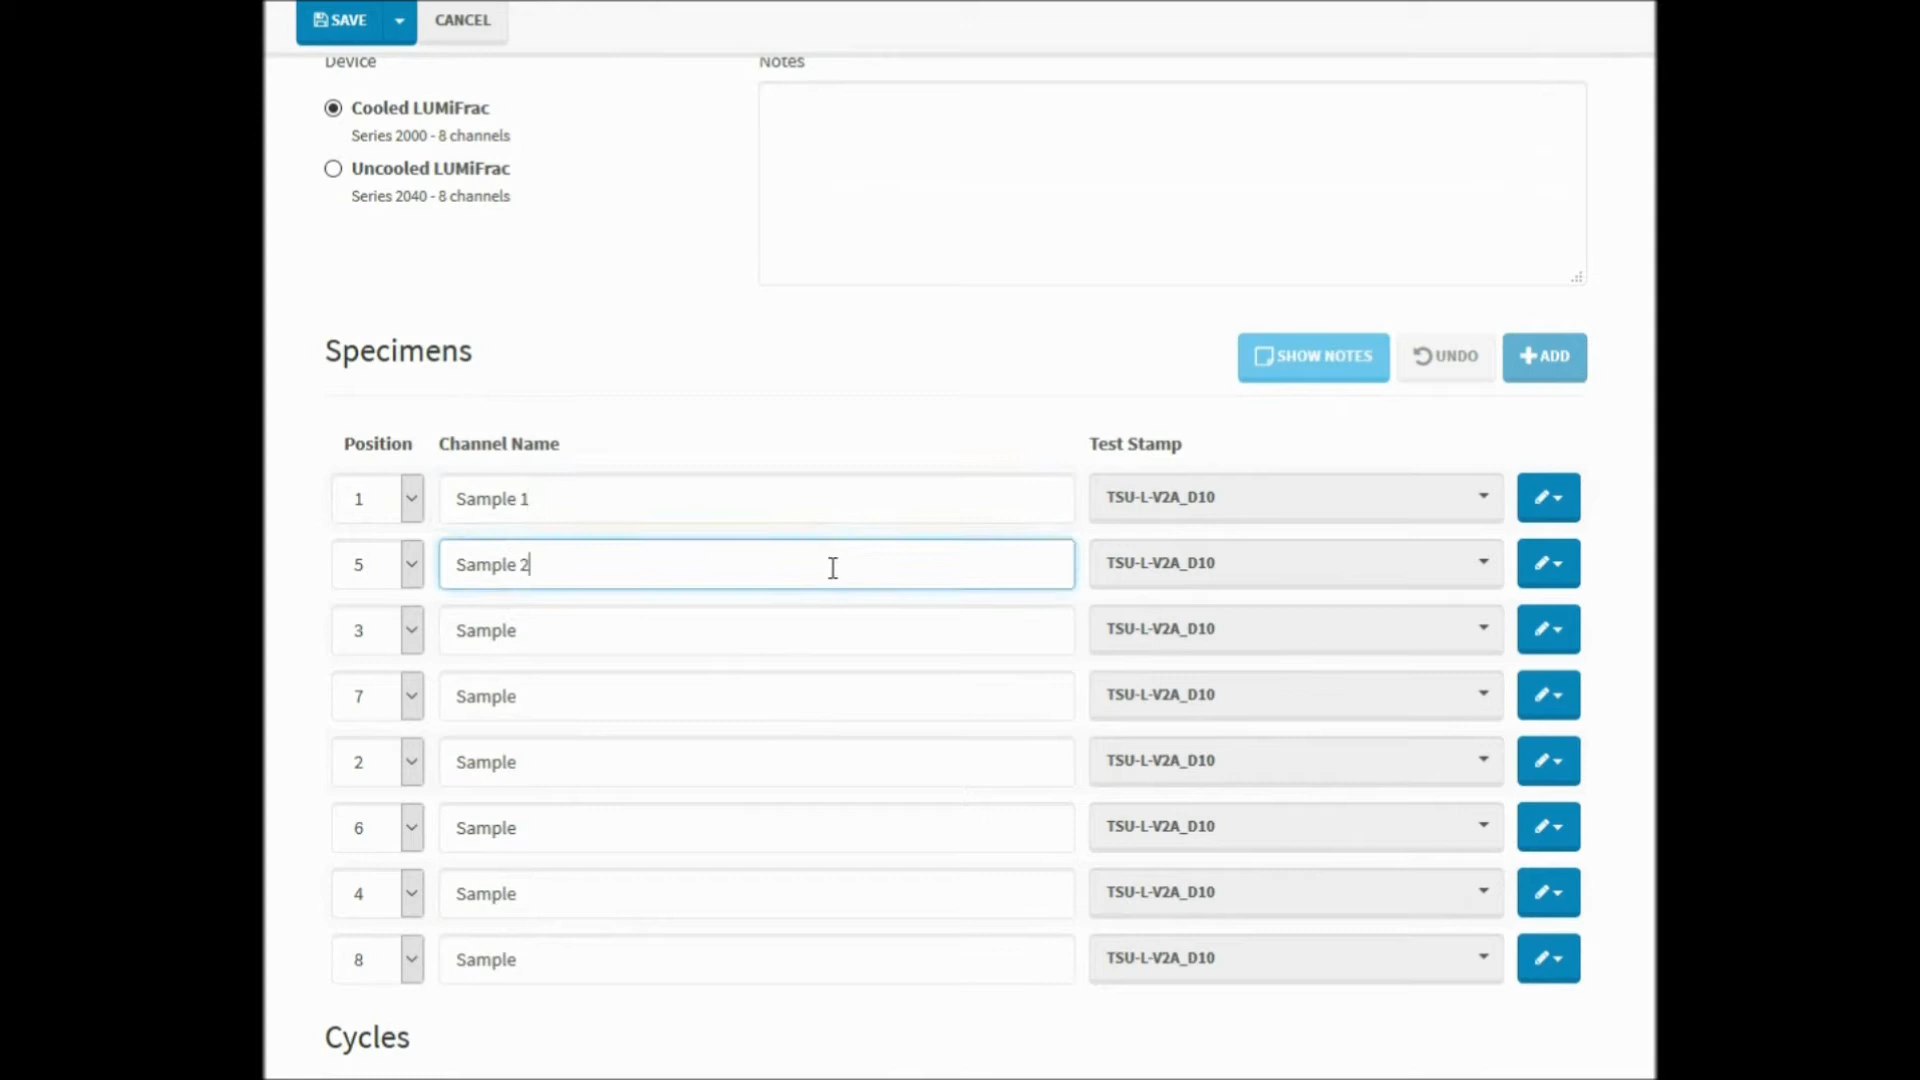 SAVE CANCEL
Device Notes
Cooled LUMiFrac
Series 2000 - 8 channels
Uncooled LUMiFrac
Series 2040 - 8 channels
Specimens SHOW NOTES UNDO ADD
Position Channel Name Test Stamp
1 Sample 1 TSU-L-V2A_D10
5 Sample 2 TSU-L-V2A_D10
3 Sample TSU-L-V2A_D10
7 Sample TSU-L-V2A_D10
2 Sample TSU-L-V2A_D10
6 Sample TSU-L-V2A_D10
4 Sample TSU-L-V2A_D10
8 Sample TSU-L-V2A_D10
Cycles